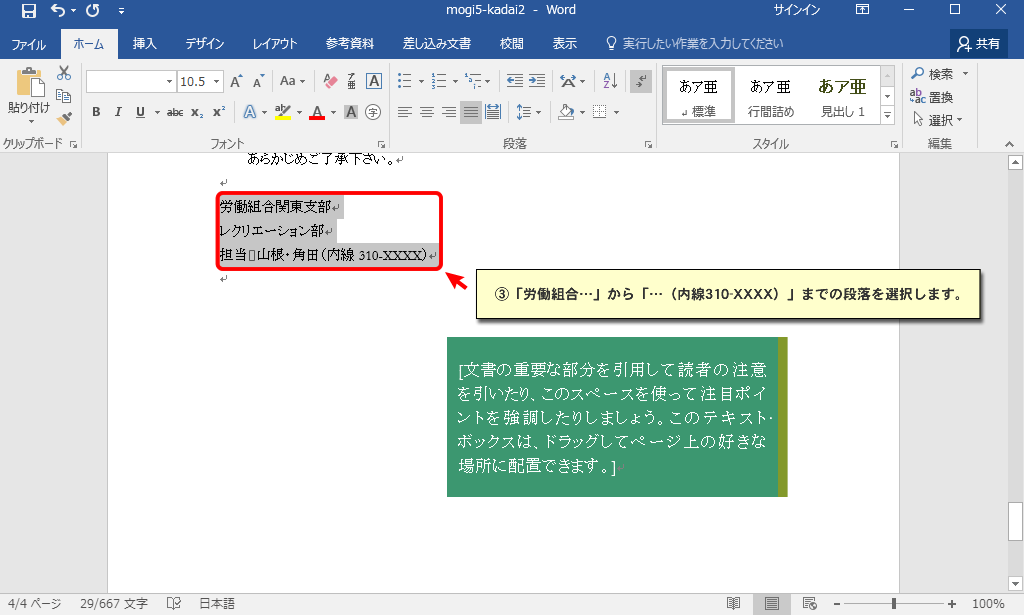 mogi5-kadai2 - Word
サインイン
ファイル
ホーム
挿入
デザイン
レイアウト
参考資料
差し込み文書
校閲
表示
実行したい作業を入力してください
共有
貼り付け
10.5
Aa
B I U abc x₂ x²
あア亜
あア亜
あア亜
標準
行間詰め
見出し 1
検索
置換
選択
クリップボード
フォント
段落
スタイル
編集
あらかじめご了承下さい。
労働組合関東支部
レクリエーション部
担当□山根・角田（内線 310-XXXX）
③「労働組合…」から「…（内線310-XXXX）」までの段落を選択します。
[文書の重要な部分を引用して読者の注意
を引いたり、このスペースを使って注目ポイ
ントを強調したりしましょう。このテキスト・
ボックスは、ドラッグしてページ上の好きな
場所に配置できます。]
4/4 ページ
29/667 文字
日本語
100%